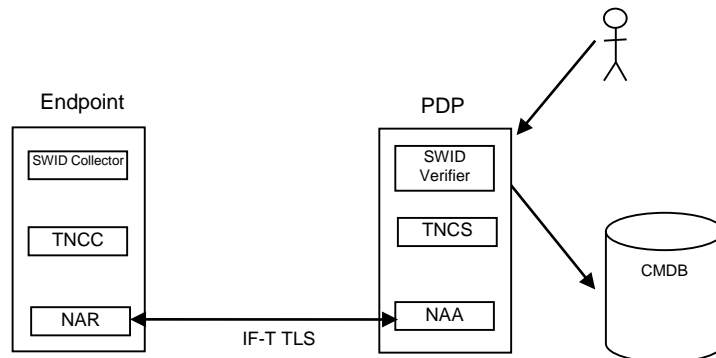 Endpoint
PDP
SWID Collector
SWID
Verifier
TNCC
TNCS
CMDB
NAR
NAA
IF-T TLS